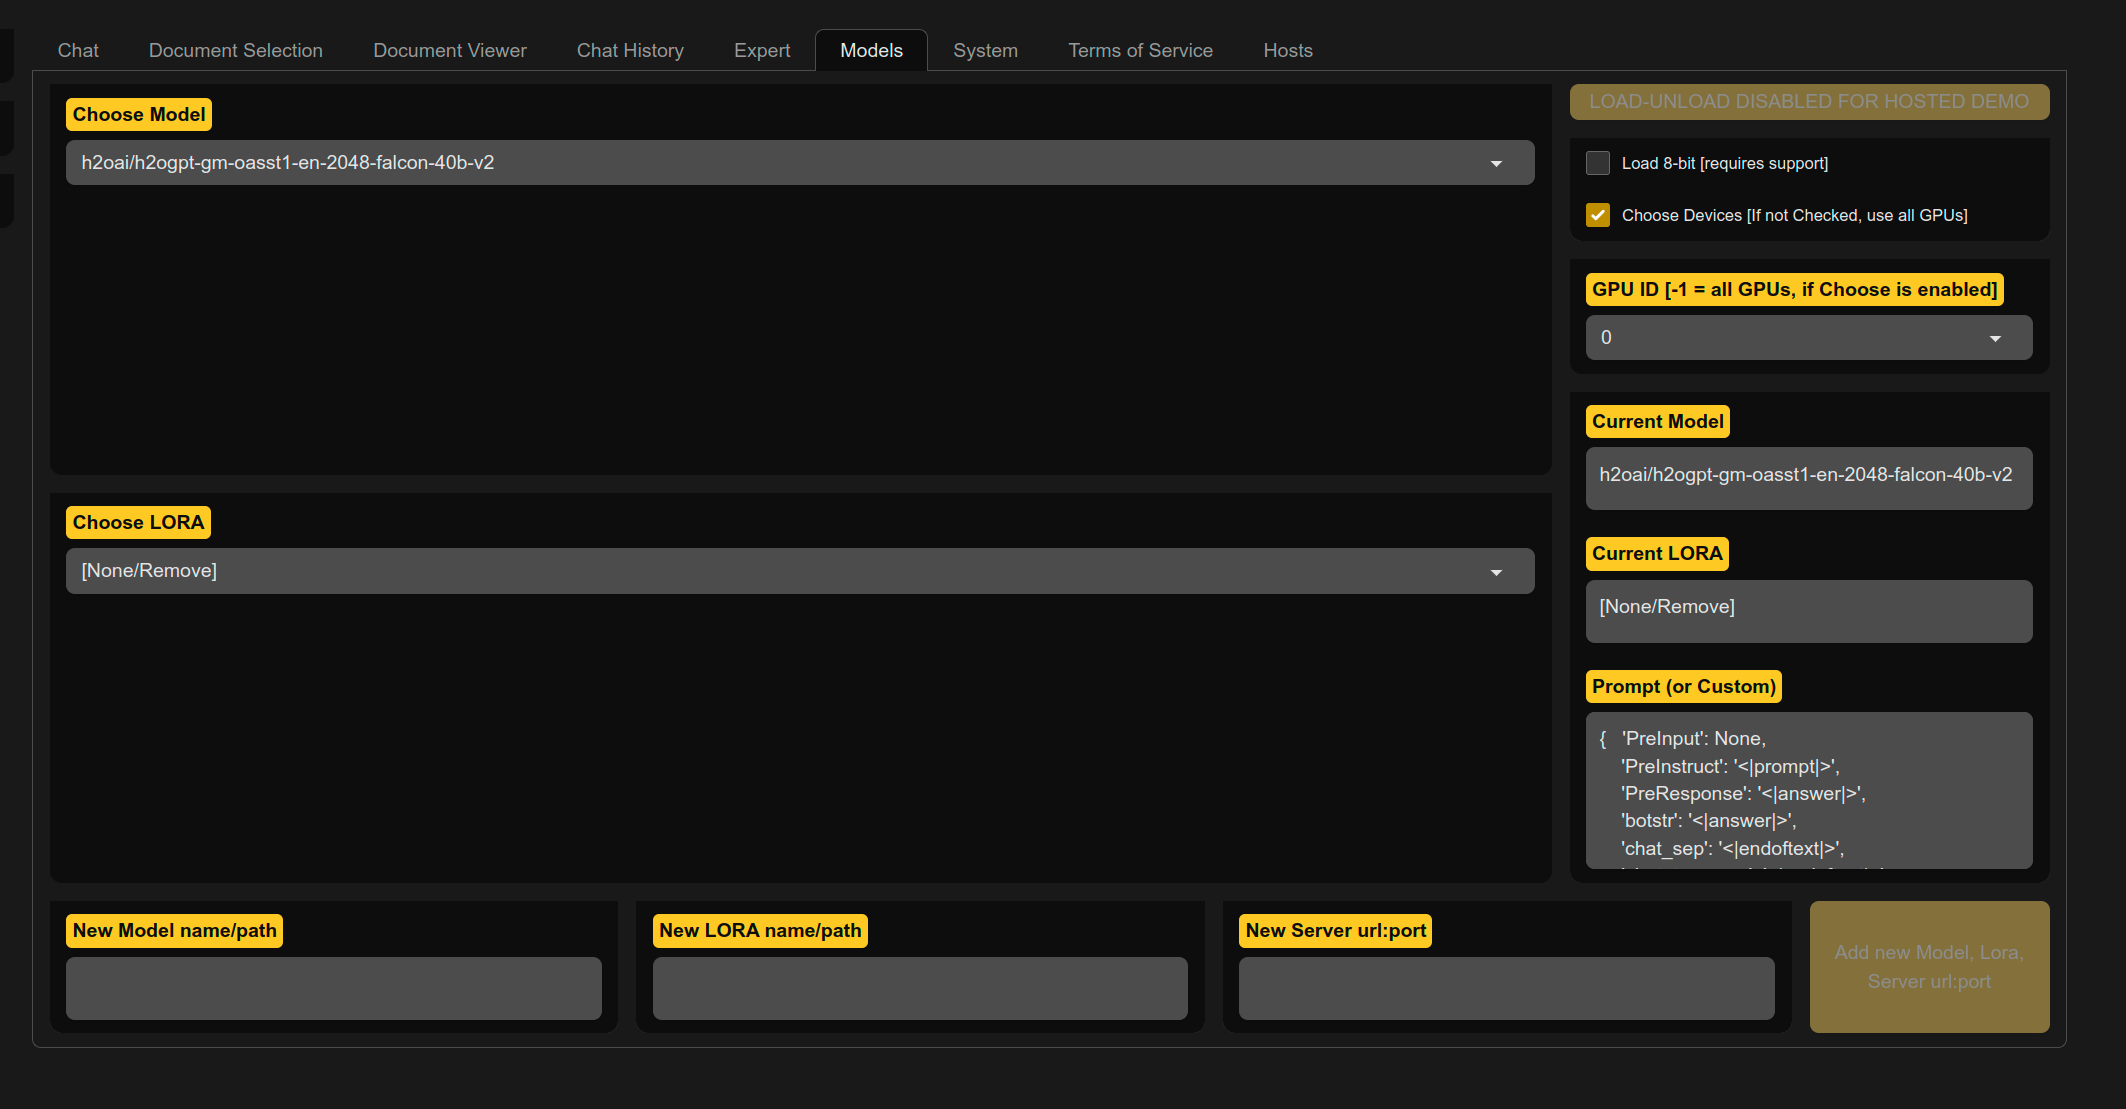 Chat Document Selection Document Viewer Chat History Expert Models System Terms of Service Hosts
Choose Model
h2oai/h2ogpt-gm-oasst1-en-2048-falcon-40b-v2
Choose LORA
[None/Remove]
LOAD-UNLOAD DISABLED FOR HOSTED DEMO
Load 8-bit [requires support]
Choose Devices [If not Checked, use all GPUs]
GPU ID [-1 = all GPUs, if Choose is enabled]
0
Current Model
h2oai/h2ogpt-gm-oasst1-en-2048-falcon-40b-v2
Current LORA
[None/Remove]
Prompt (or Custom)
{ 'PreInput': None,
'PreInstruct': '<|prompt|>',
'PreResponse': '<|answer|>',
'botstr': '<|answer|>',
'chat_sep': '<|endoftext|>',
New Model name/path
New LORA name/path
New Server url:port
Add new Model, Lora,
Server url:port